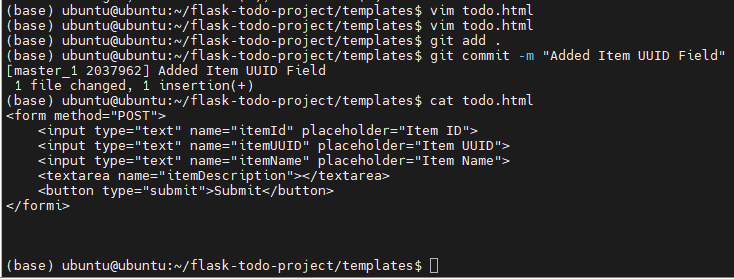 (base) ubuntu@ubuntu:~/flask-todo-project/templates$ vim todo.html
(base) ubuntu@ubuntu:~/flask-todo-project/templates$ vim todo.html
(base) ubuntu@ubuntu:~/flask-todo-project/templates$ git add .
(base) ubuntu@ubuntu:~/flask-todo-project/templates$ git commit -m "Added Item UUID Field"
[master_1 2037962] Added Item UUID Field
 1 file changed, 1 insertion(+)
(base) ubuntu@ubuntu:~/flask-todo-project/templates$ cat todo.html
<form method="POST">
    <input type="text" name="itemId" placeholder="Item ID">
    <input type="text" name="itemUUID" placeholder="Item UUID">
    <input type="text" name="itemName" placeholder="Item Name">
    <textarea name="itemDescription"></textarea>
    <button type="submit">Submit</button>
</formi>
(base) ubuntu@ubuntu:~/flask-todo-project/templates$